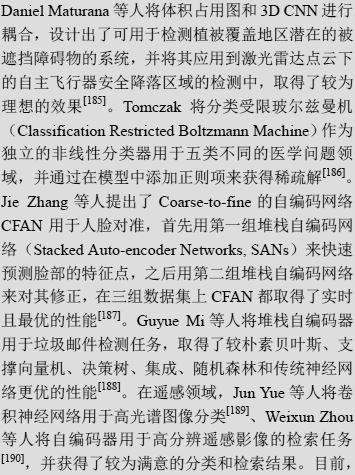 Daniel Maturana 等人将体积占用图和 3D CNN 进行
耦合，设计出了可用于检测植被覆盖地区潜在的被
遮挡障碍物的系统，并将其应用到激光雷达点云下
的自主飞行器安全降落区域的检测中，取得了较为
理想的效果[185]。Tomczak 将分类受限玻尔兹曼机
（Classification Restricted Boltzmann Machine）作为
独立的非线性分类器用于五类不同的医学问题领
域，并通过在模型中添加正则项来获得稀疏解[186]。
Jie Zhang 等人提出了 Coarse-to-fine 的自编码网络
CFAN 用于人脸对准，首先用第一组堆栈自编码网
络（Stacked Auto-encoder Networks, SANs）来快速
预测脸部的特征点，之后用第二组堆栈自编码网络
来对其修正，在三组数据集上 CFAN 都取得了实时
且最优的性能[187]。Guyue Mi 等人将堆栈自编码器
用于垃圾邮件检测任务，取得了较朴素贝叶斯、支
撑向量机、决策树、集成、随机森林和传统神经网
络更优的性能[188]。在遥感领域，Jun Yue 等人将卷
积神经网络用于高光谱图像分类[189]、Weixun Zhou
等人将自编码器用于高分辨遥感影像的检索任务
[190]，并获得了较为满意的分类和检索结果。目前，